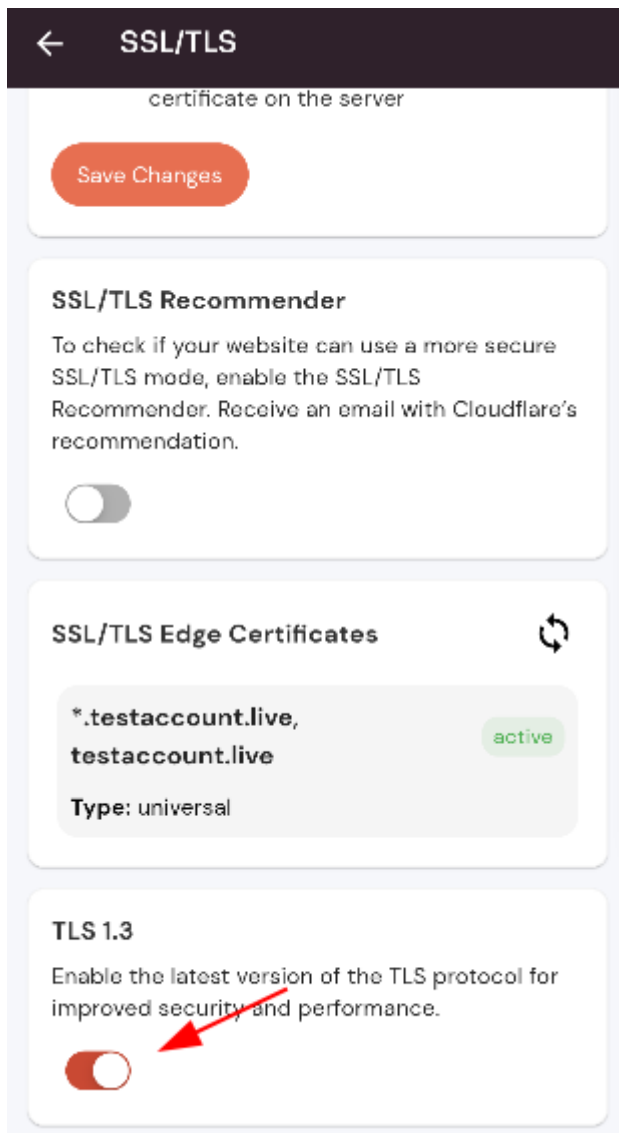 SSL/TLS
certificate on the server
Save Changes
SSL/TLS Recommender
To check if your website can use a more secure
SSL/TLS mode, enable the SSL/TLS
Recommender. Receive an email with Cloudflare's
recommendation.
SSL/TLS Edge Certificates
*.testaccount.live,
testaccount.live
active
Type: universal
TLS 1.3
Enable the latest version of the TLS protocol for
improved security and performance.